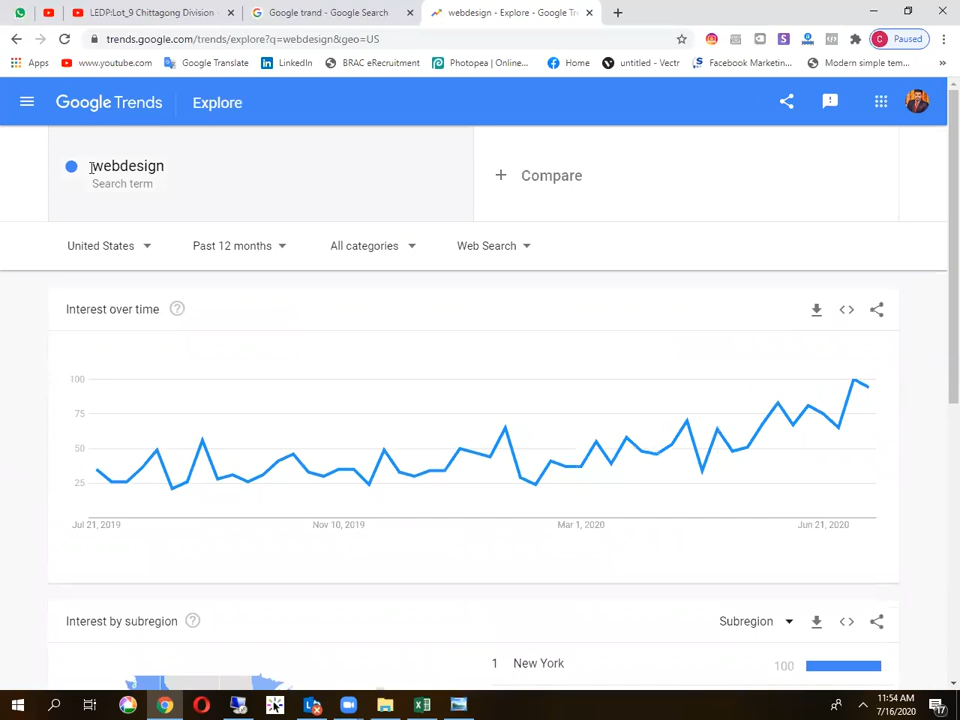 LEDP:Lot_9 Chittagong Division -
Google trand - Google Search
webdesign - Explore - Google Tr
trends.google.com/trends/explore?q=webdesign&geo=US
Paused
Apps
www.youtube.com
Google Translate
LinkedIn
BRAC eRecruitment
Photopea | Online...
Home
untitled - Vectr
Facebook Marketin...
Modern simple tem...
Google Trends
Explore
webdesign
Search term
+ Compare
United States
Past 12 months
All categories
Web Search
Interest over time
100
75
50
25
Jul 21, 2019
Nov 10, 2019
Mar 1, 2020
Jun 21, 2020
Interest by subregion
Subregion
1 New York
100
11:54 AM
7/16/2020
17